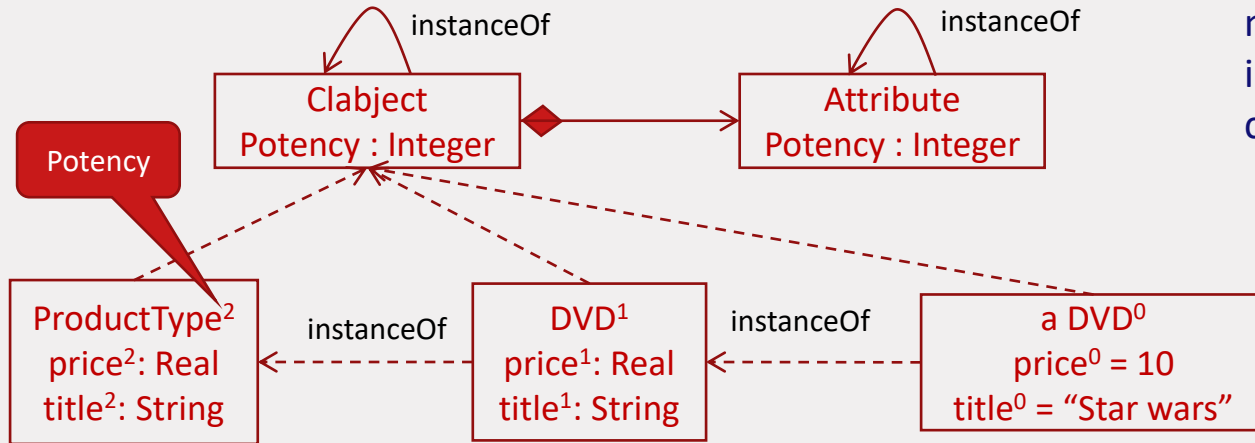 instanceOf
instanceOf
Clabject
Potency : Integer
Attribute
Potency : Integer
Potency
ProductType²
price²: Real
title²: String
instanceOf
DVD¹
price¹: Real
title¹: String
instanceOf
a DVD⁰
price⁰ = 10
title⁰ = “Star wars”